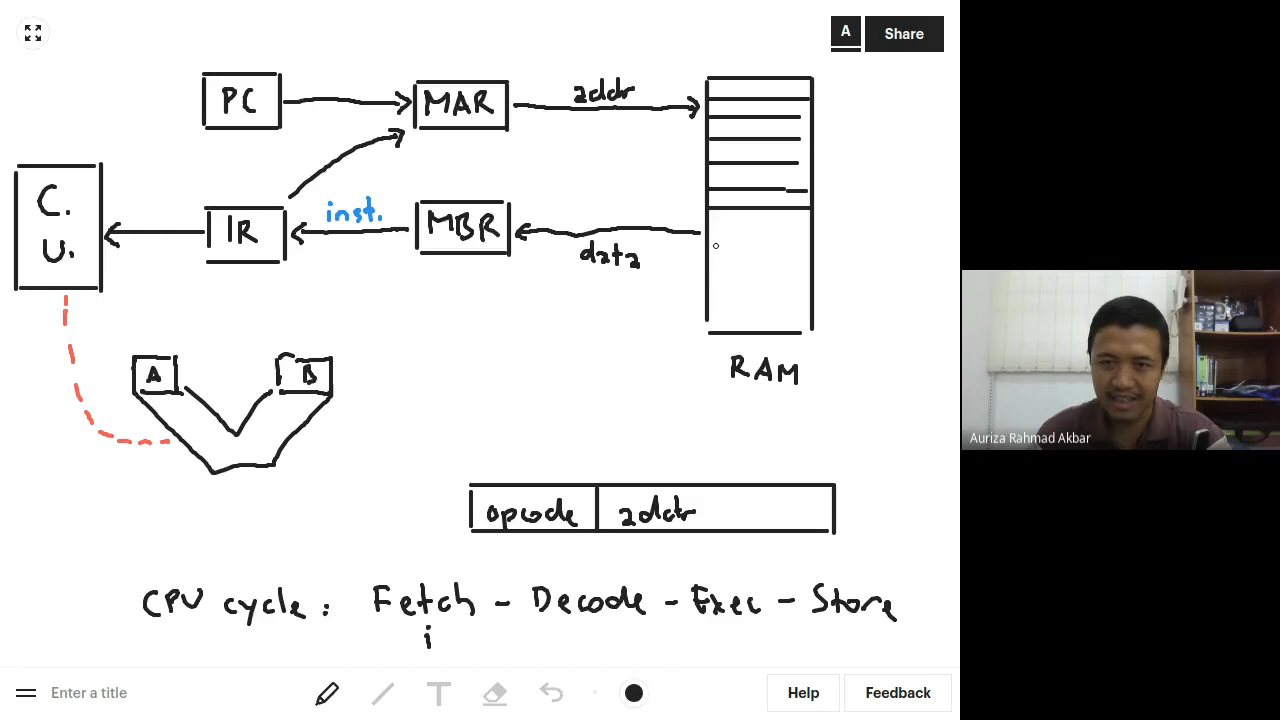 A Share
PC
MAR
addr
C.
U.
IR
inst.
MBR
data
RAM
A
B
Auriza Rahmad Akbar
opcode addr
CPU cycle: Fetch - Decode - Exec - Store
i
Enter a title
T
Help
Feedback